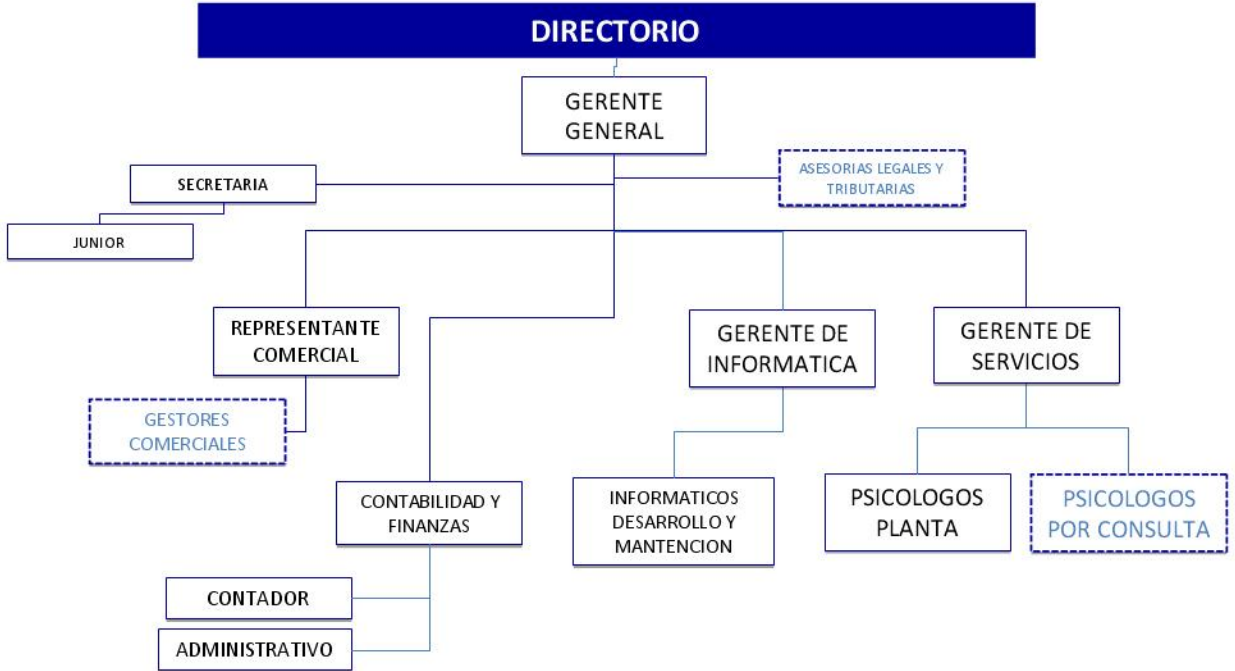 DIRECTORIO
GERENTE
GENERAL
ASESORIAS LEGALES Y
TRIBUTARIAS
SECRETARIA
JUNIOR
REPRESENTANTE
COMERCIAL
GERENTE DE
INFORMATICA
GERENTE DE
SERVICIOS
GESTORES
COMERCIALES
CONTABILIDAD Y
FINANZAS
INFORMATICOS
DESARROLLO Y
MANTENCION
PSICOLOGOS
PLANTA
PSICOLOGOS
POR CONSULTA
CONTADOR
ADMINISTRATIVO